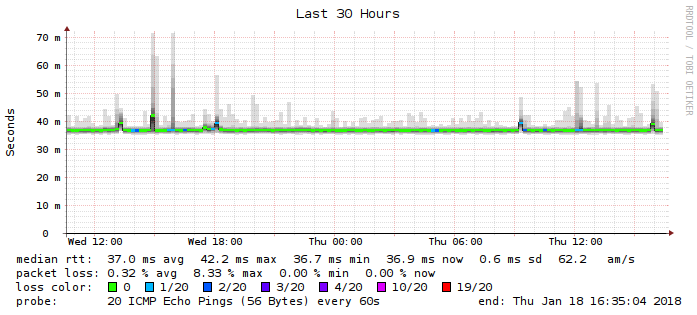 Last 30 Hours
RRDTOOL / TOBI OETIKER
Seconds
70 m
60 m
50 m
40 m
30 m
20 m
10 m
0
Wed 12:00 Wed 18:00 Thu 00:00 Thu 06:00 Thu 12:00
median rtt: 37.0 ms avg 42.2 ms max 36.7 ms min 36.9 ms now 0.6 ms sd 62.2 am/s
packet loss: 0.32 % avg 8.33 % max 0.00 % min 0.00 % now
loss color: 0 1/20 2/20 3/20 4/20 10/20 19/20
probe: 20 ICMP Echo Pings (56 Bytes) every 60s end: Thu Jan 18 16:35:04 2018